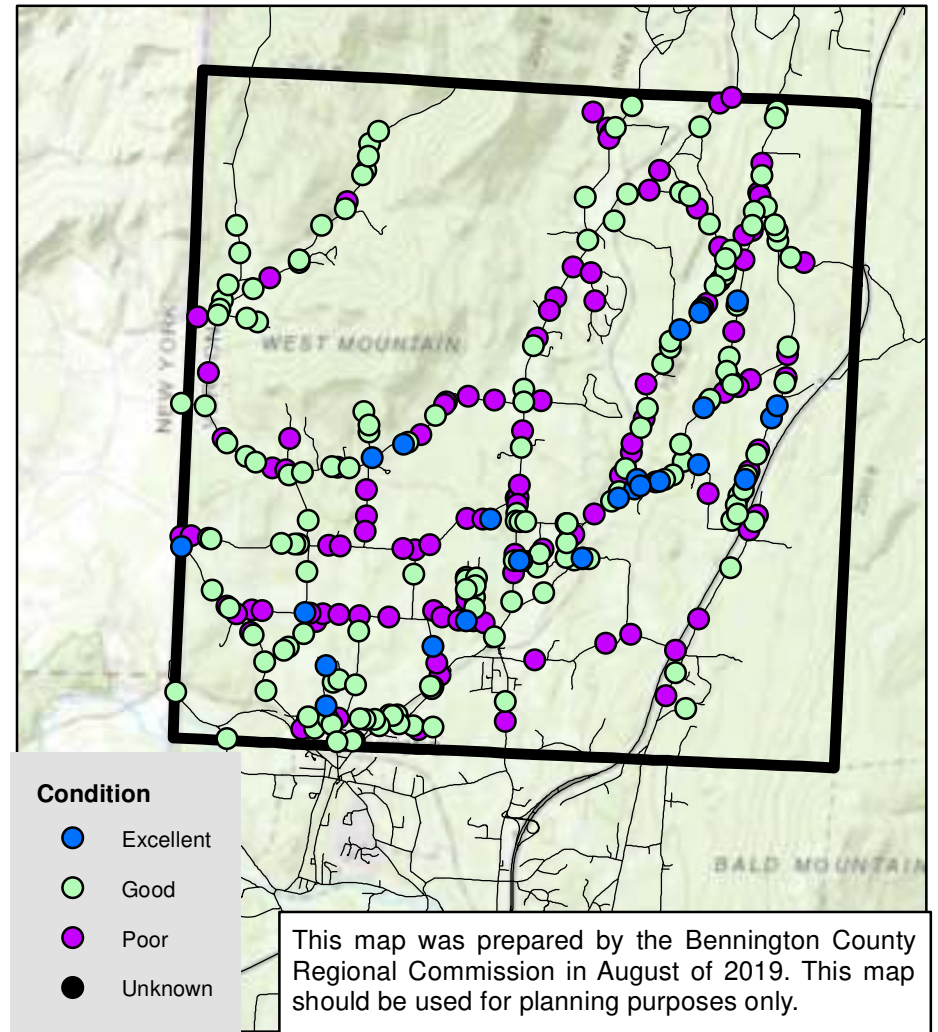 NEW YORK
WEST MOUNTAIN
BALD MOUNTAIN
Condition
Excellent
Good
Poor
Unknown
This map was prepared by the Bennington County
Regional Commission in August of 2019. This map
should be used for planning purposes only.